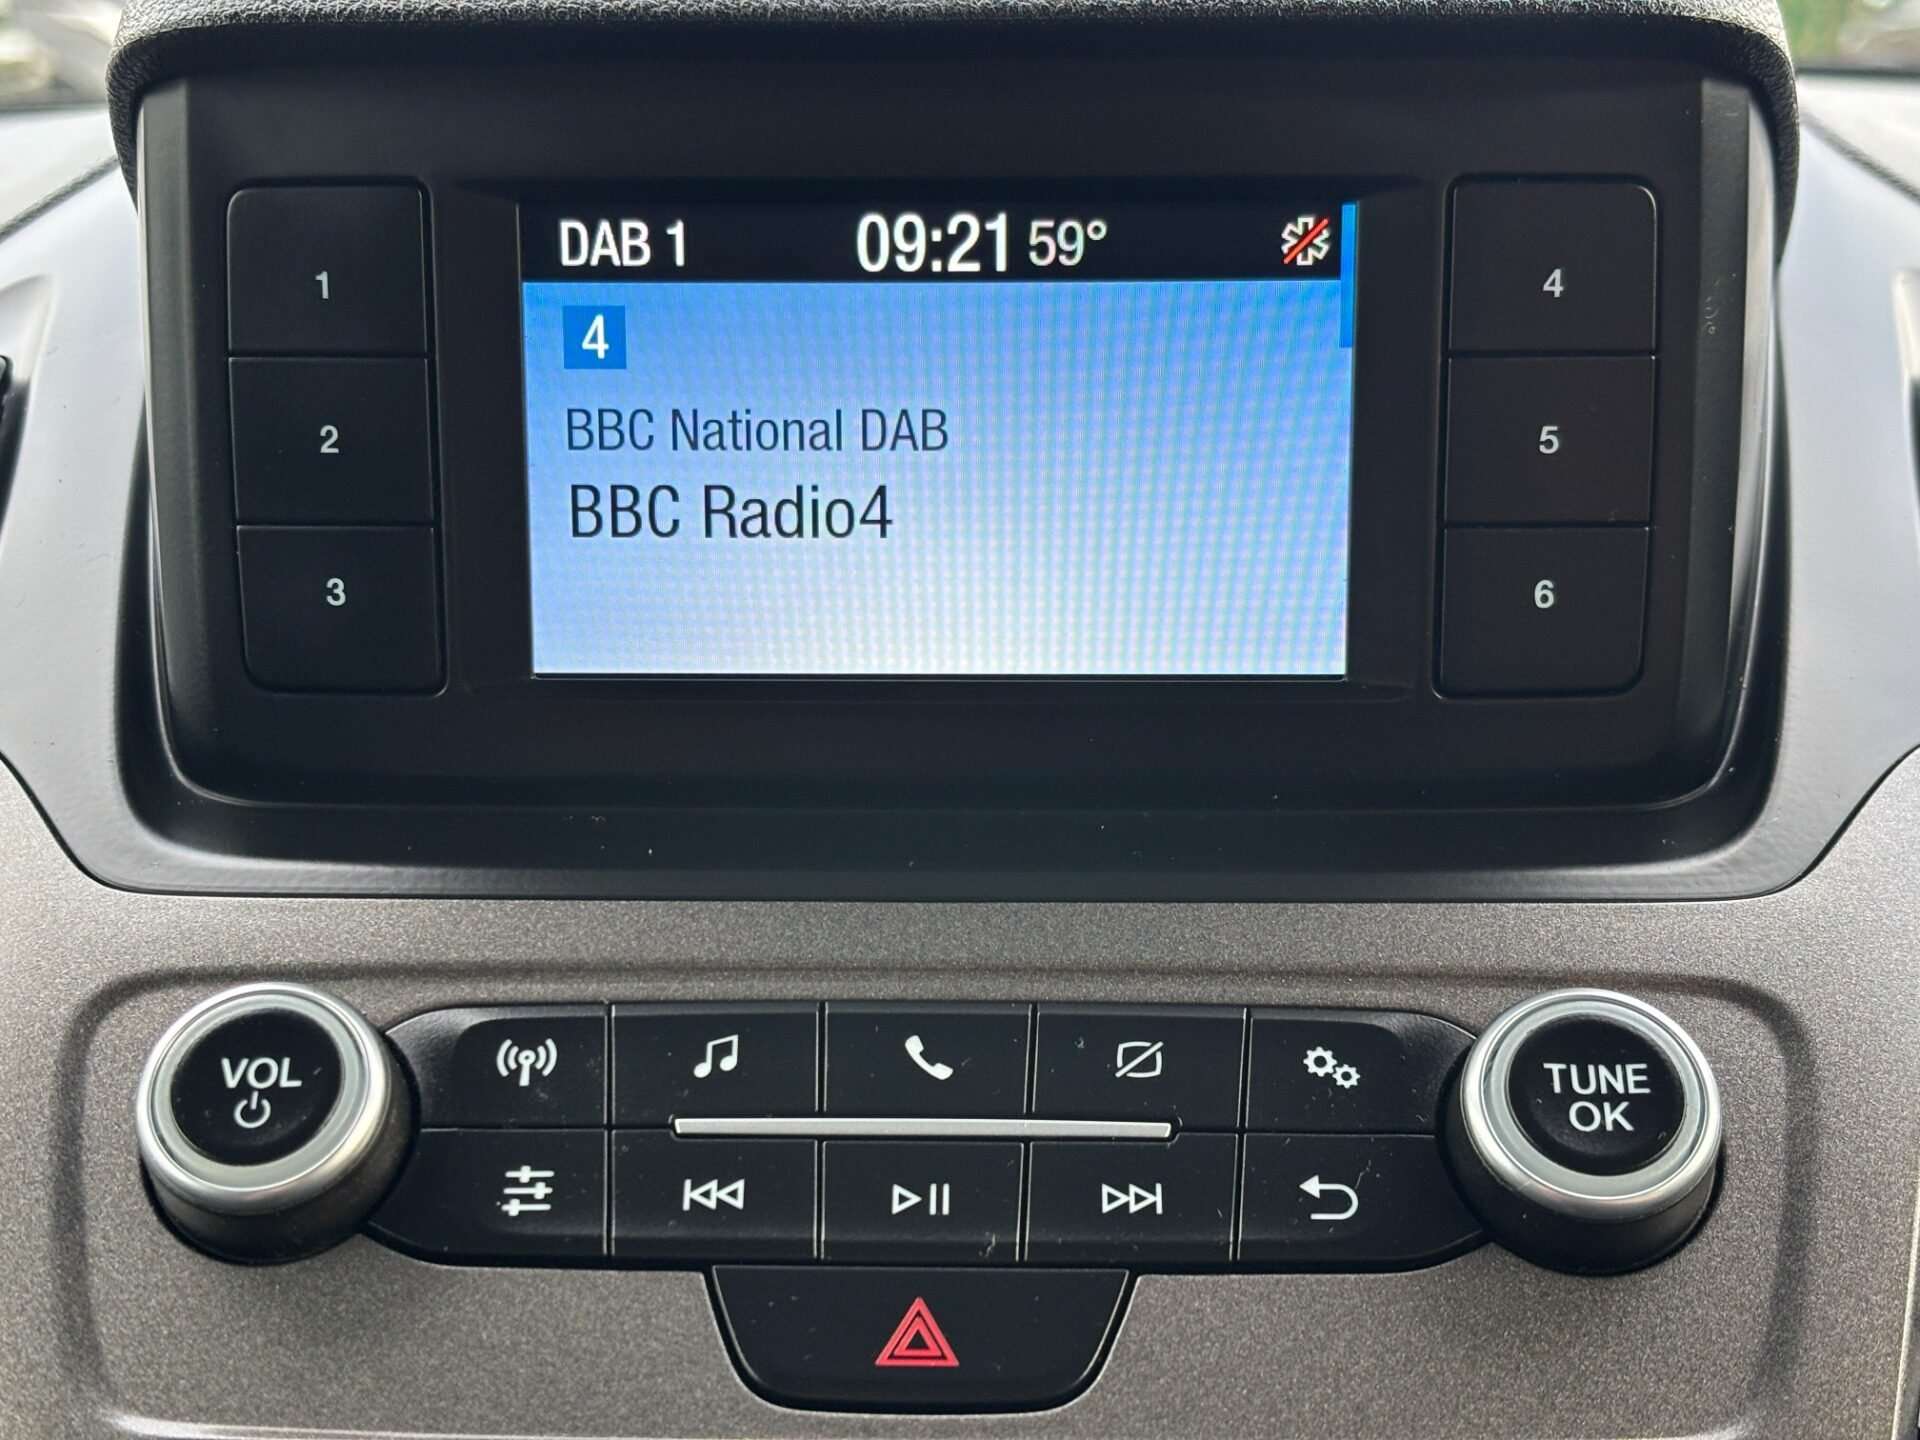 DAB 1 09:21 59°
4
BBC National DAB
BBC Radio4
1
2
3
4
5
6
VOL
TUNE
OK